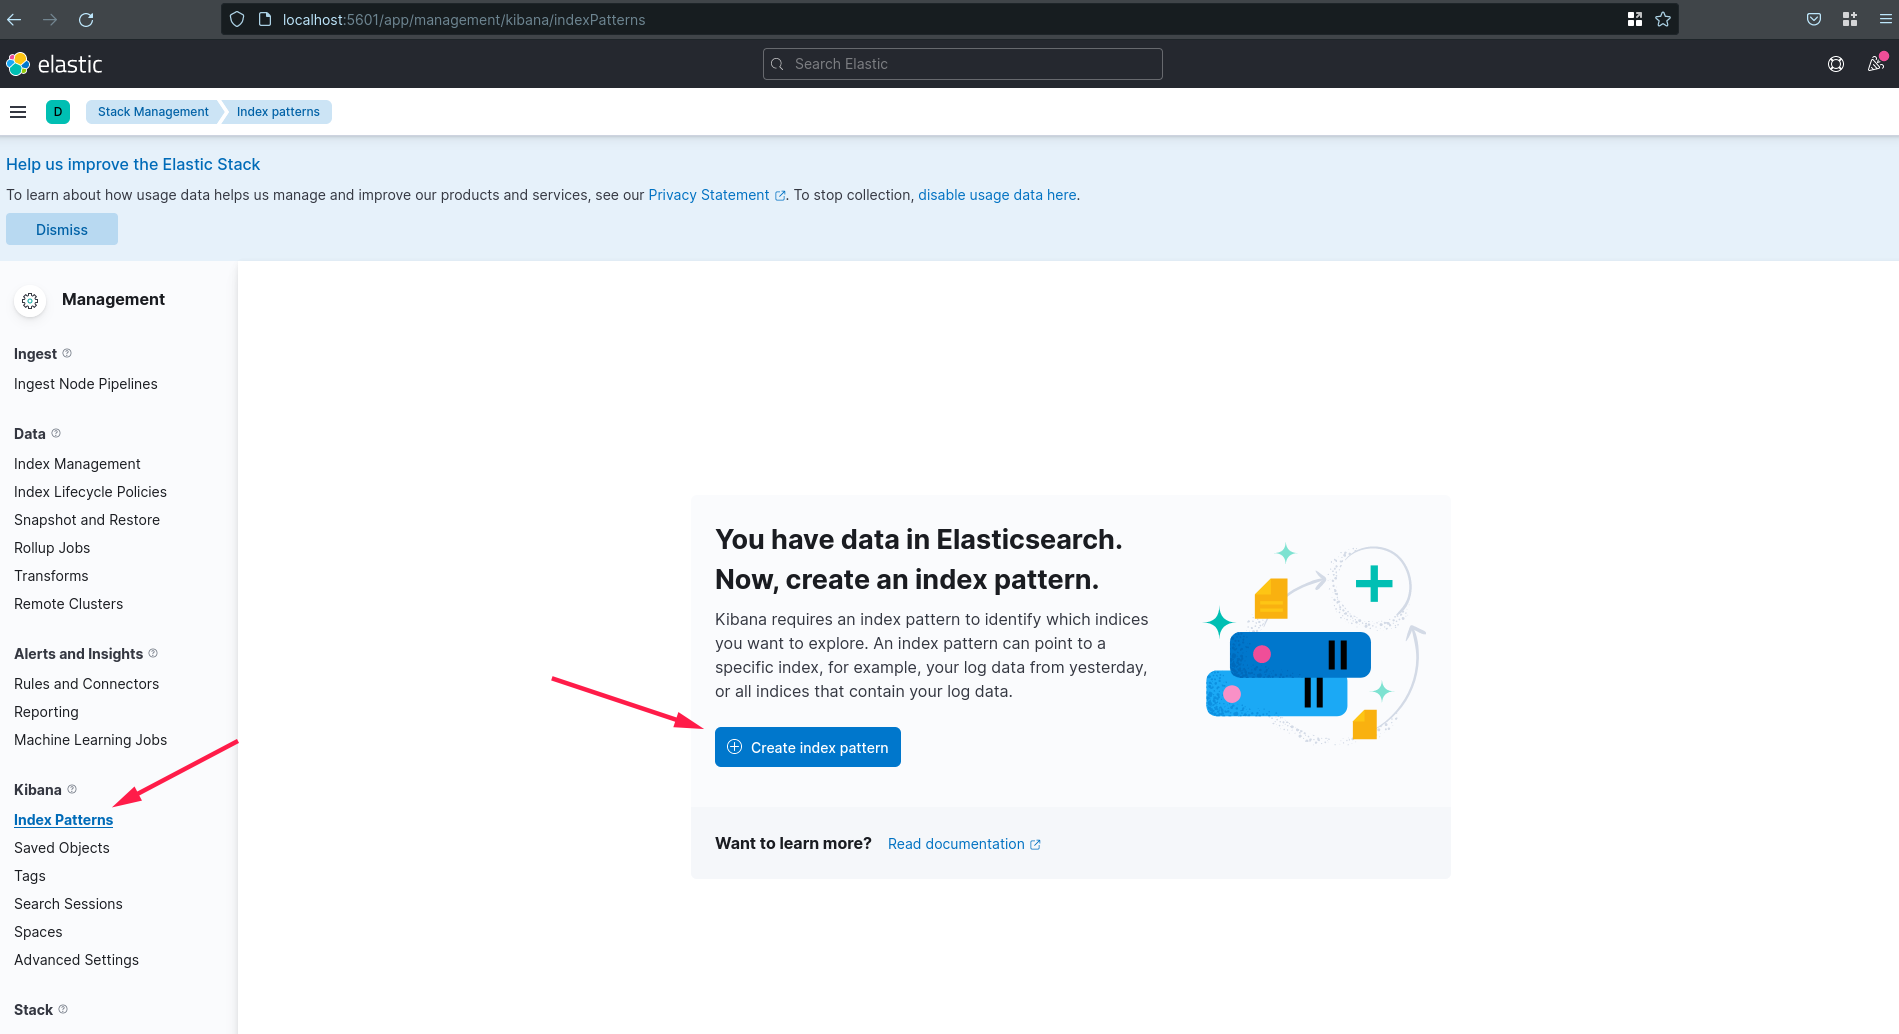 localhost:5601/app/management/kibana/indexPatterns
elastic
Search Elastic
D
Stack Management
Index patterns
Help us improve the Elastic Stack
To learn about how usage data helps us manage and improve our products and services, see our Privacy Statement. To stop collection, disable usage data here.
Dismiss
Management
Ingest
Ingest Node Pipelines
Data
Index Management
Index Lifecycle Policies
Snapshot and Restore
Rollup Jobs
Transforms
Remote Clusters
Alerts and Insights
Rules and Connectors
Reporting
Machine Learning Jobs
Kibana
Index Patterns
Saved Objects
Tags
Search Sessions
Spaces
Advanced Settings
Stack
You have data in Elasticsearch.
Now, create an index pattern.
Kibana requires an index pattern to identify which indices
you want to explore. An index pattern can point to a
specific index, for example, your log data from yesterday,
or all indices that contain your log data.
Create index pattern
Want to learn more? Read documentation